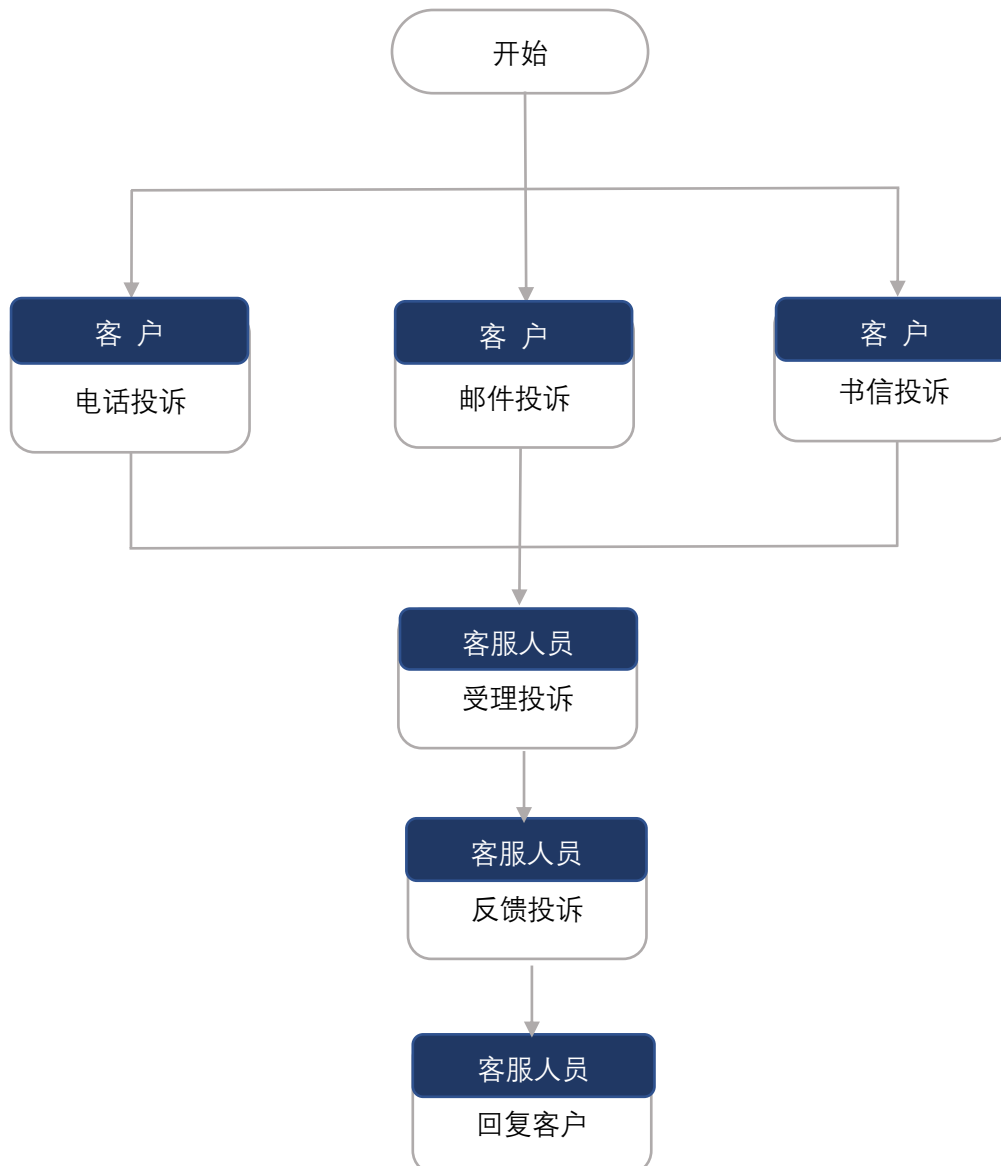 开始
客 户
电话投诉
客 户
邮件投诉
客 户
书信投诉
客服人员
受理投诉
客服人员
反馈投诉
客服人员
回复客户